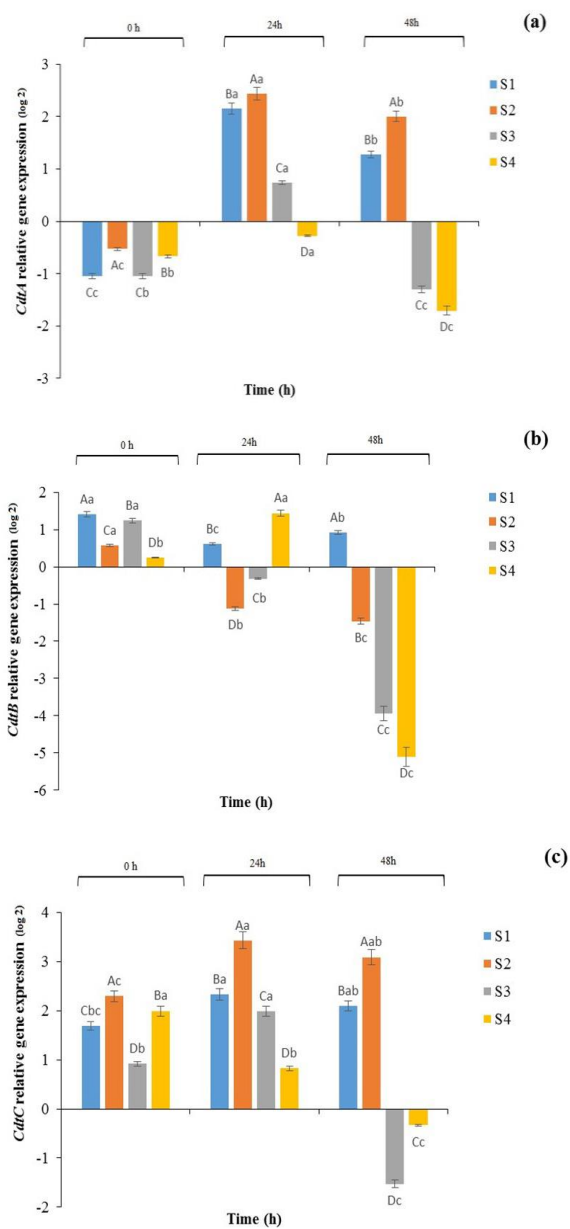 (a)
0 h 24h 48h
3
2
1
0
-1
-2
-3
CdtA relative gene expression (log 2)
Cc Ac Cb Bb
Ba Aa Ca Da
Bb Ab Cc Dc
S1
S2
S3
S4
Time (h)
(b)
0 h 24h 48h
2
1
0
-1
-2
-3
-4
-5
-6
CdtB relative gene expression (log 2)
Aa Ca Ba Db
Bc Db Cb Aa
Ab Bc Cc Dc
S1
S2
S3
S4
Time (h)
(c)
0 h 24h 48h
4
3
2
1
0
-1
-2
CdtC relative gene expression (log 2)
Cbc Ac Db Ba
Ba Aa Ca Db
Bab Aab Dc Cc
S1
S2
S3
S4
Time (h)